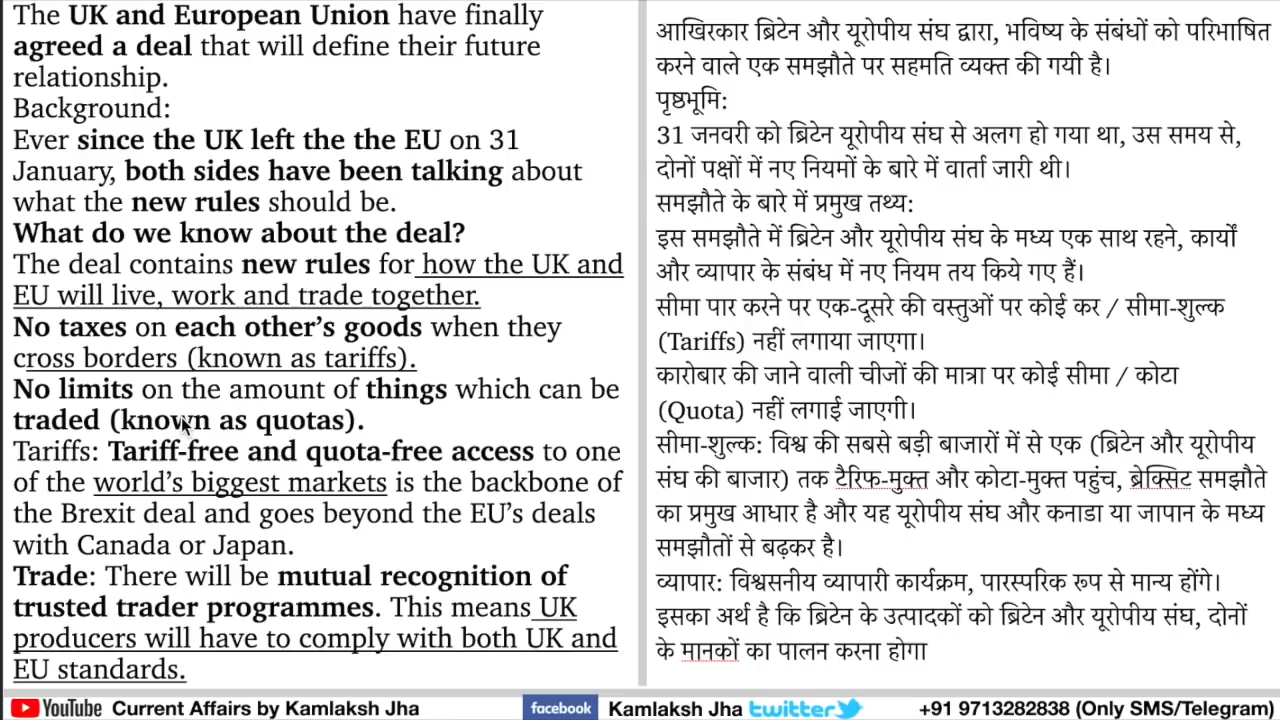 The UK and European Union have finally
agreed a deal that will define their future
relationship.
Background:
Ever since the UK left the the EU on 31
January, both sides have been talking about
what the new rules should be.
What do we know about the deal?
The deal contains new rules for how the UK and
EU will live, work and trade together.
No taxes on each other’s goods when they
cross borders (known as tariffs).
No limits on the amount of things which can be
traded (known as quotas).
Tariffs: Tariff-free and quota-free access to one
of the world’s biggest markets is the backbone of
the Brexit deal and goes beyond the EU’s deals
with Canada or Japan.
Trade: There will be mutual recognition of
trusted trader programmes. This means UK
producers will have to comply with both UK and
EU standards.
आखिरकार ब्रिटेन और यूरोपीय संघ द्वारा, भविष्य के संबंधों को परिभाषित
करने वाले एक समझौते पर सहमति व्यक्त की गयी है।
पृष्ठभूमि:
31 जनवरी को ब्रिटेन यूरोपीय संघ से अलग हो गया था, उस समय से,
दोनों पक्षों में नए नियमों के बारे में वार्ता जारी थी।
समझौते के बारे में प्रमुख तथ्य:
इस समझौते में ब्रिटेन और यूरोपीय संघ के मध्य एक साथ रहने, कार्यों
और व्यापार के संबंध में नए नियम तय किये गए हैं।
सीमा पार करने पर एक-दूसरे की वस्तुओं पर कोई कर / सीमा-शुल्क
(Tariffs) नहीं लगाया जाएगा।
कारोबार की जाने वाली चीजों की मात्रा पर कोई सीमा / कोटा
(Quota) नहीं लगाई जाएगी।
सीमा-शुल्क: विश्व की सबसे बड़ी बाजारों में से एक (ब्रिटेन और यूरोपीय
संघ की बाजार) तक टैरिफ-मुक्त और कोटा-मुक्त पहुंच, ब्रेक्सिट समझौते
का प्रमुख आधार है और यह यूरोपीय संघ और कनाडा या जापान के मध्य
समझौतों से बढ़कर है।
व्यापार: विश्वसनीय व्यापारी कार्यक्रम, पारस्परिक रूप से मान्य होंगे।
इसका अर्थ है कि ब्रिटेन के उत्पादकों को ब्रिटेन और यूरोपीय संघ, दोनों
के मानकों का पालन करना होगा
YouTube Current Affairs by Kamlaksh Jha facebook Kamlaksh Jha twitter +91 9713282838 (Only SMS/Telegram)